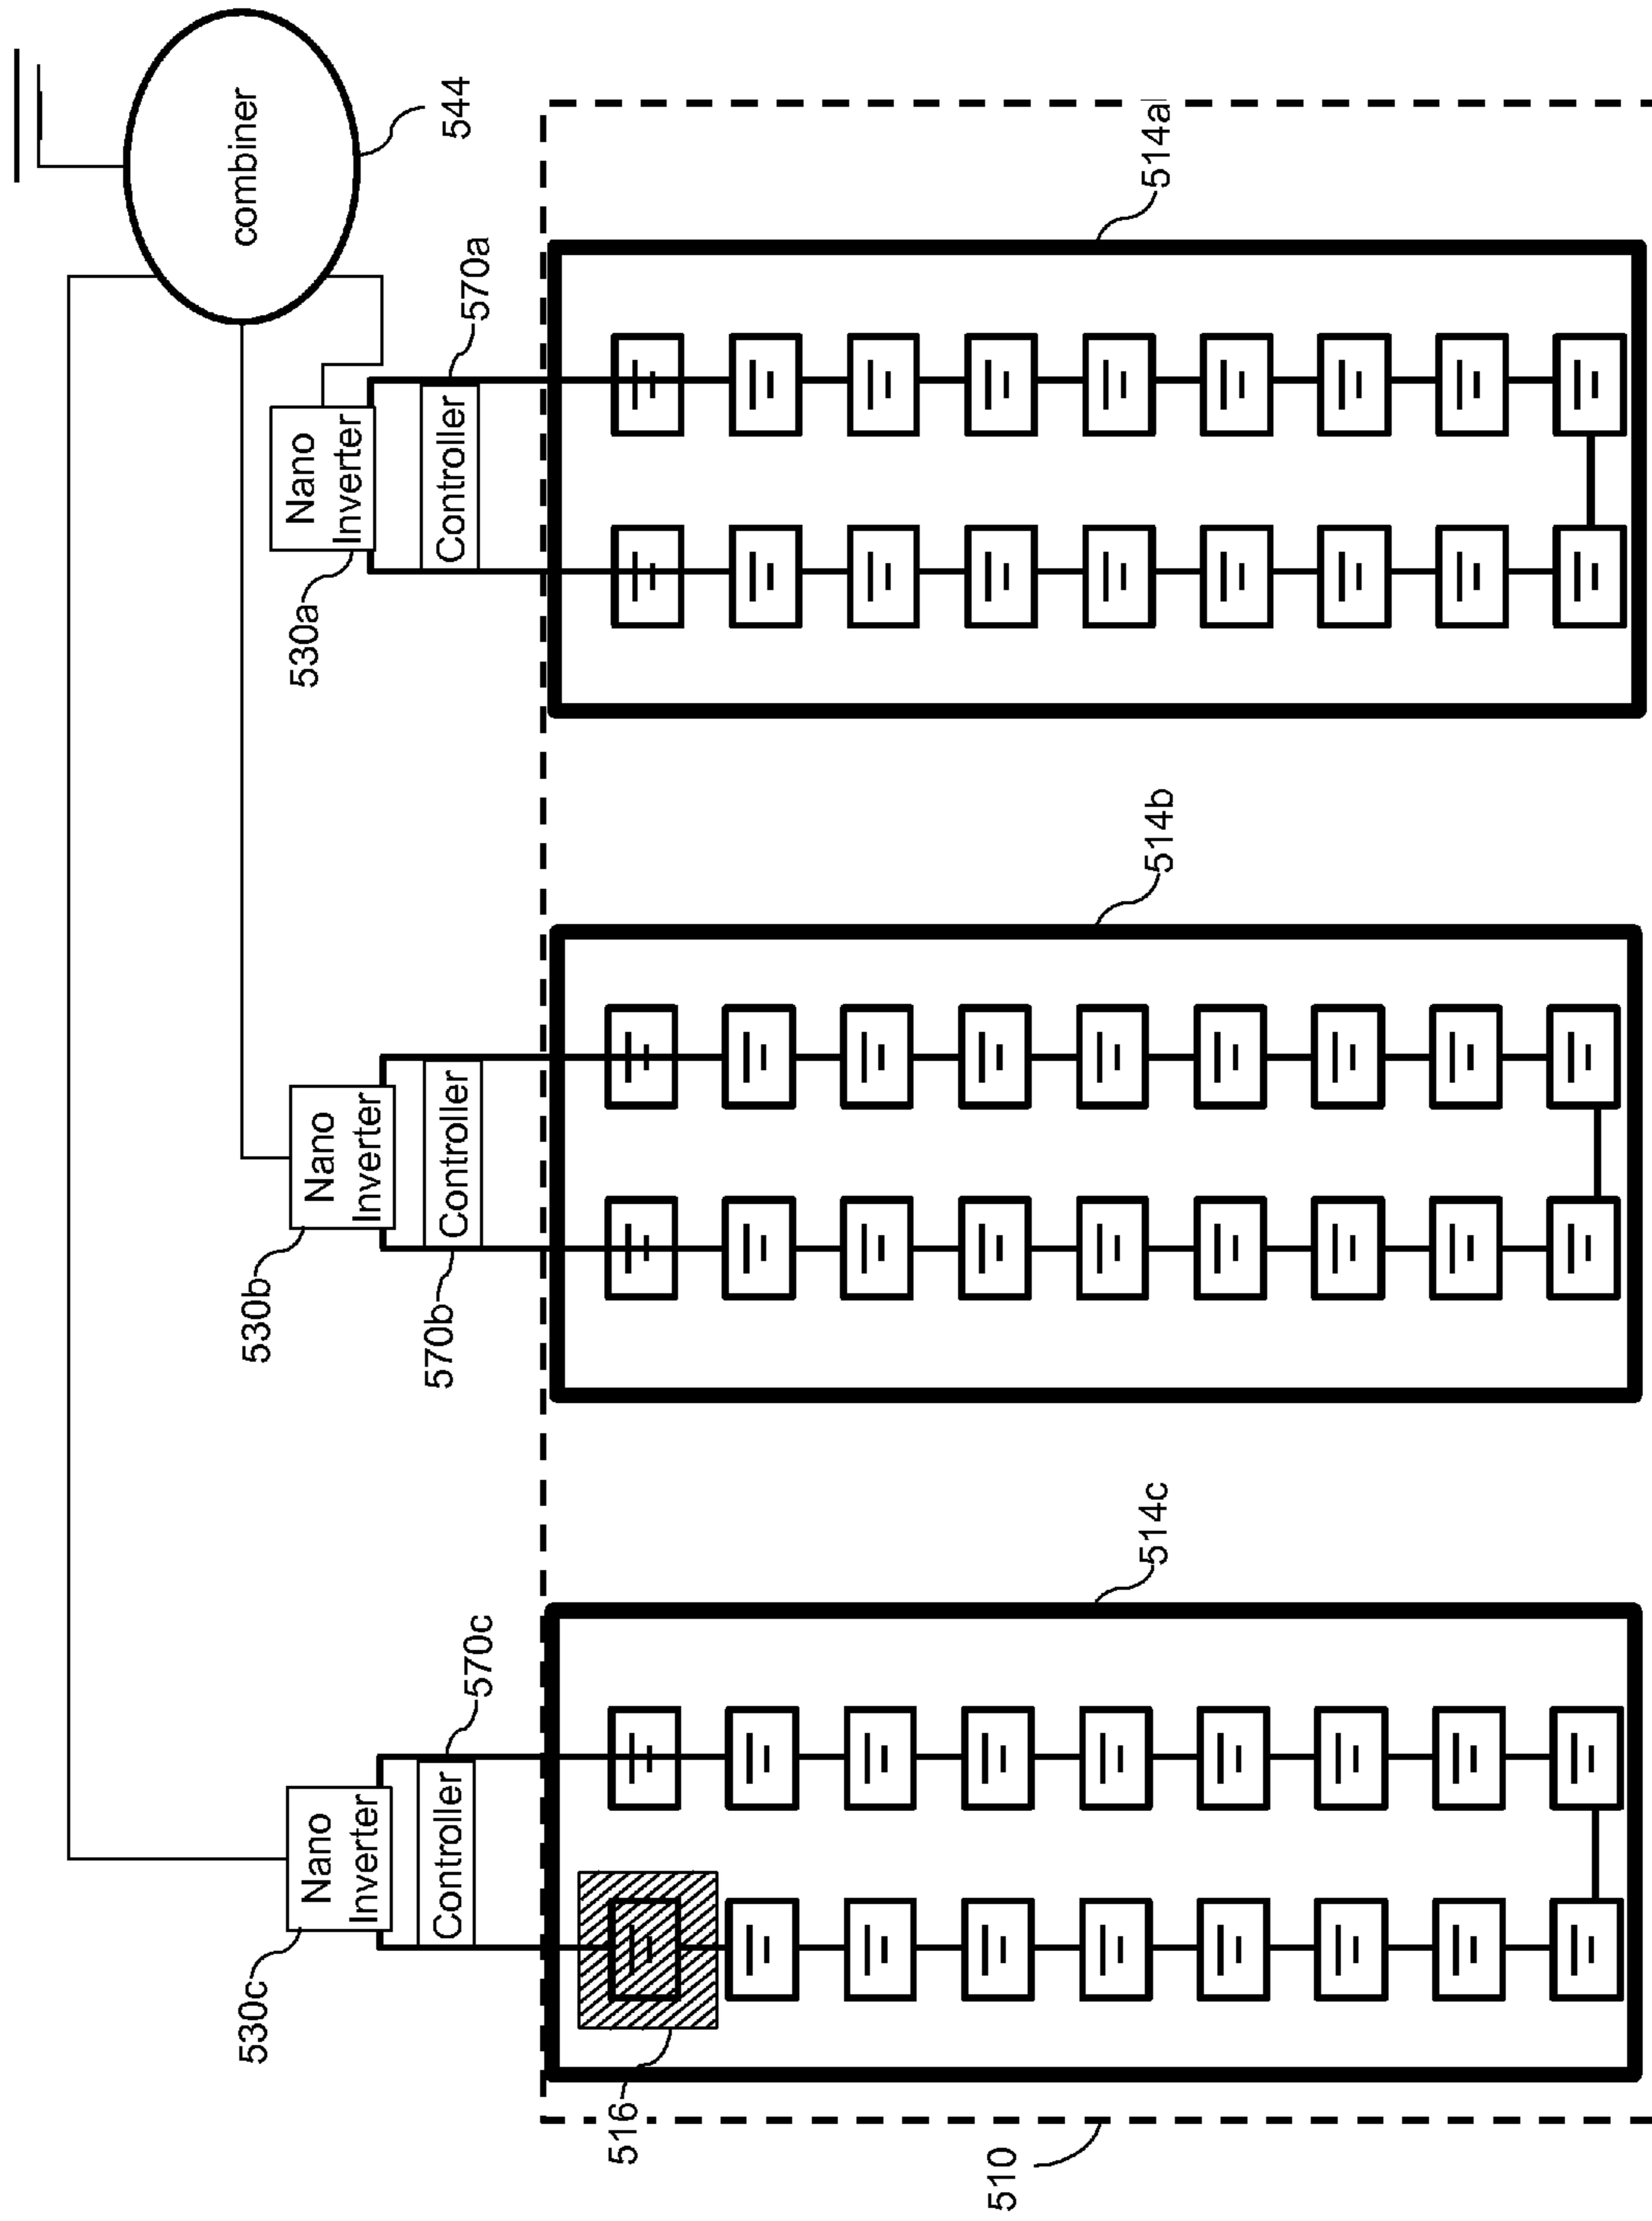 530c
530b
combiner
Nano
Inverter
Nano
Inverter
530a
Nano
Inverter
544
Controller
570c
570b
Controller
Controller
570a
516
510
514c
514b
514a